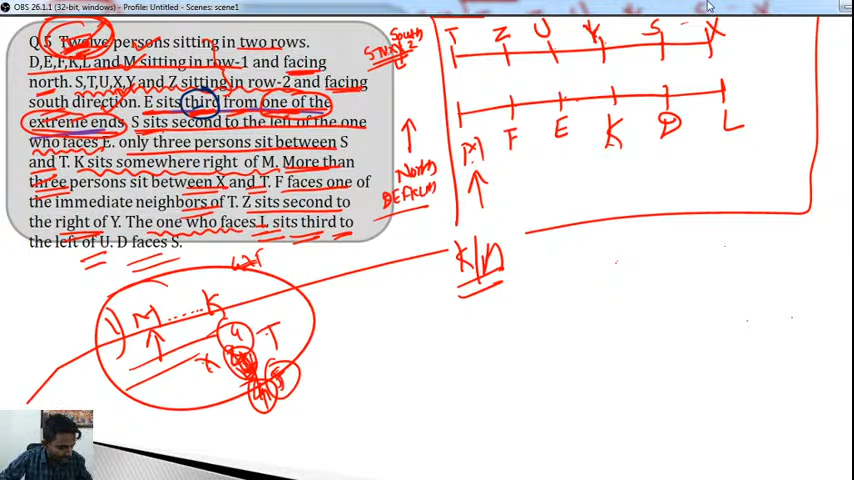 OBS 26.1.1 (32-bit, windows) - Profile: Untitled - Scenes: scene1
Q.5 Twelve persons sitting in two rows.
D,E,F,K,L and M sitting in row-1 and facing
north. S,T,U,X,Y and Z sitting in row-2 and facing
south direction. E sits third from one of the
extreme ends. S sits second to the left of the one
who faces E. only three persons sit between S
and T. K sits somewhere right of M. More than
three persons sit between X and T. F faces one of
the immediate neighbors of T. Z sits second to
the right of Y. The one who faces L sits third to
the left of U. D faces S.
South
T Z U Y S X
M F E K D L
North
DEFKLM
K/M
1) M ...... K
4 T
X